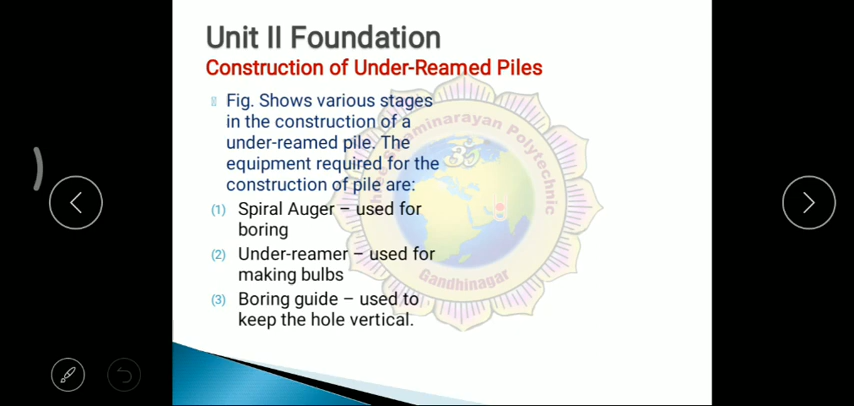 Unit II Foundation
Construction of Under-Reamed Piles
Fig. Shows various stages
in the construction of a
under-reamed pile. The
equipment required for the
construction of pile are:
(1) Spiral Auger – used for
boring
(2) Under-reamer – used for
making bulbs
(3) Boring guide – used to
keep the hole vertical.
Swaminarayan Polytechnic
ॐ
Gandhinagar